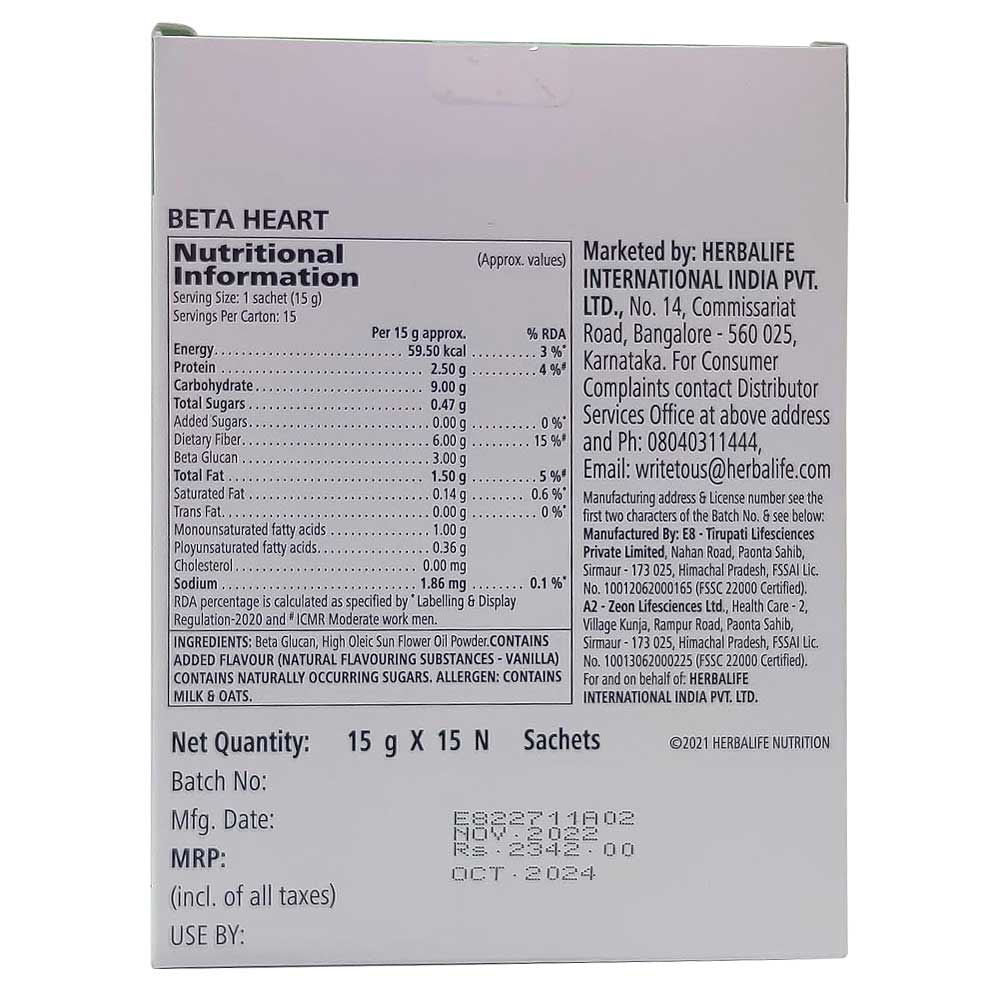 BETA HEART
Nutritional
Information
(Approx. values)
Serving Size: 1 sachet (15 g)
Servings Per Carton: 15
Per 15 g approx. % RDA
Energy 59.50 kcal 3 %*
Protein 2.50 g 4 %#
Carbohydrate 9.00 g
Total Sugars 0.47 g
Added Sugars 0.00 g 0 %*
Dietary Fiber 6.00 g 15 %#
Beta Glucan 3.00 g
Total Fat 1.50 g 5 %#
Saturated Fat 0.14 g 0.6 %*
Trans Fat 0.00 g 0 %*
Monounsaturated fatty acids 1.00 g
Ployunsaturated fatty acids 0.36 g
Cholesterol 0.00 mg
Sodium 1.86 mg 0.1 %*
RDA percentage is calculated as specified by * Labelling & Display
Regulation-2020 and # ICMR Moderate work men.
INGREDIENTS: Beta Glucan, High Oleic Sun Flower Oil Powder.CONTAINS
ADDED FLAVOUR (NATURAL FLAVOURING SUBSTANCES - VANILLA)
CONTAINS NATURALLY OCCURRING SUGARS. ALLERGEN: CONTAINS
MILK & OATS.
Marketed by: HERBALIFE
INTERNATIONAL INDIA PVT.
LTD., No. 14, Commissariat
Road, Bangalore - 560 025,
Karnataka. For Consumer
Complaints contact Distributor
Services Office at above address
and Ph: 08040311444,
Email: writetous@herbalife.com
Manufacturing address & License number see the
first two characters of the Batch No. & see below:
Manufactured By: E8 - Tirupati Lifesciences
Private Limited, Nahan Road, Paonta Sahib,
Sirmaur - 173 025, Himachal Pradesh, FSSAI Lic.
No. 10012062000165 (FSSC 22000 Certified).
A2 - Zeon Lifesciences Ltd., Health Care - 2,
Village Kunja, Rampur Road, Paonta Sahib,
Sirmaur - 173 025, Himachal Pradesh, FSSAI Lic.
No. 10013062000225 (FSSC 22000 Certified).
For and on behalf of: HERBALIFE
INTERNATIONAL INDIA PVT. LTD.
Net Quantity: 15 g X 15 N Sachets
©2021 HERBALIFE NUTRITION
Batch No:
Mfg. Date:
MRP:
(incl. of all taxes)
USE BY:
E822711A02
NOV.2022
Rs.2342.00
OCT.2024